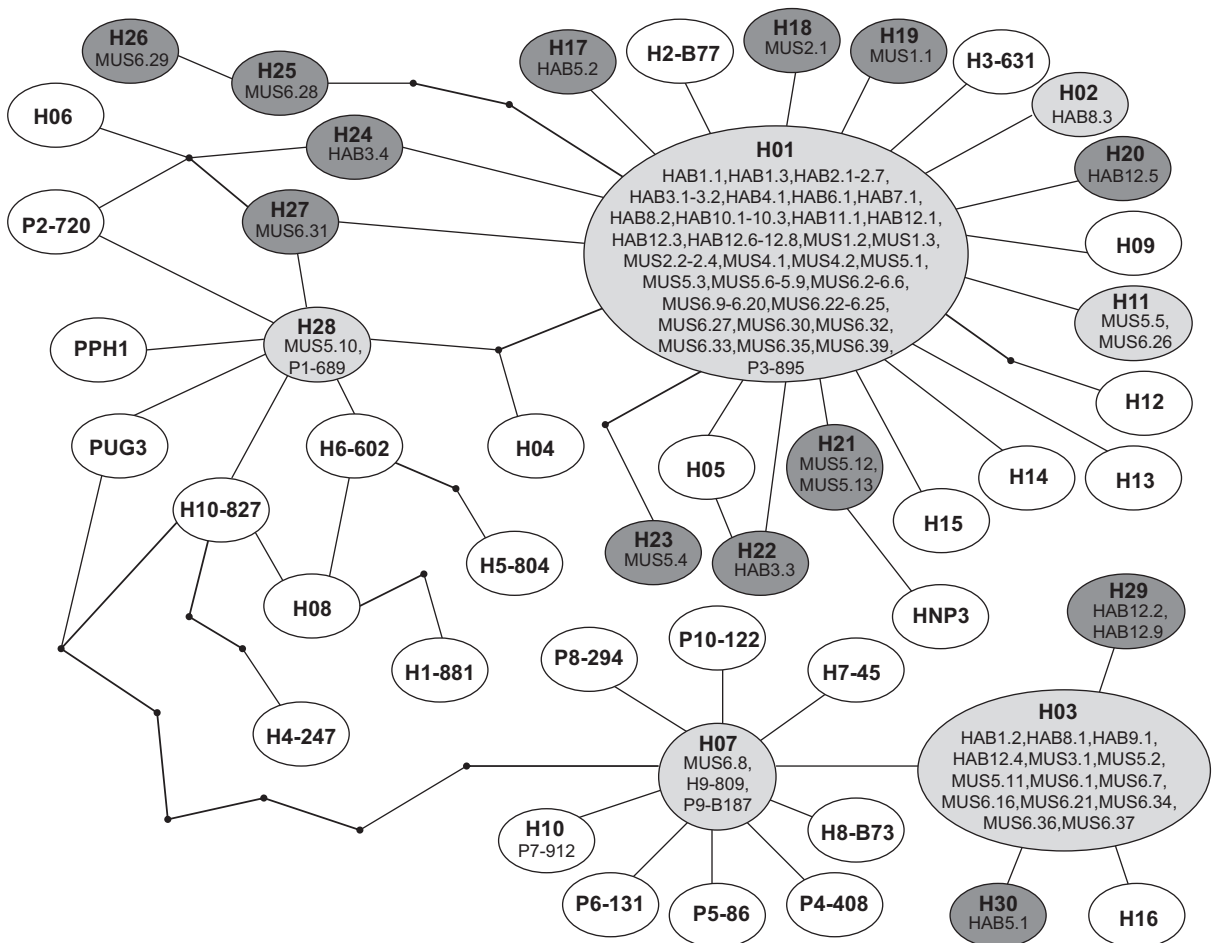 H26
MUS6.29
H25
MUS6.28
H17
HAB5.2
H2-B77
H18
MUS2.1
H19
MUS1.1
H3-631
H02
HAB8.3
H06
H24
HAB3.4
H20
HAB12.5
H01
HAB1.1,HAB1.3,HAB2.1-2.7,
HAB3.1-3.2,HAB4.1,HAB6.1,HAB7.1,
HAB8.2,HAB10.1-10.3,HAB11.1,HAB12.1,
HAB12.3,HAB12.6-12.8,MUS1.2,MUS1.3,
MUS2.2-2.4,MUS4.1,MUS4.2,MUS5.1,
MUS5.3,MUS5.6-5.9,MUS6.2-6.6,
MUS6.9-6.20,MUS6.22-6.25,
MUS6.27,MUS6.30,MUS6.32,
MUS6.33,MUS6.35,MUS6.39,
P3-895
P2-720
H27
MUS6.31
H09
H11
MUS5.5,
MUS6.26
PPH1
H28
MUS5.10,
P1-689
H12
PUG3
H6-602
H04
H05
H21
MUS5.12,
MUS5.13
H14
H13
H10-827
H15
H5-804
H23
MUS5.4
H22
HAB3.3
H08
HNP3
H29
HAB12.2,
HAB12.9
H1-881
P8-294
P10-122
H7-45
H4-247
H07
MUS6.8,
H9-809,
P9-B187
H03
HAB1.2,HAB8.1,HAB9.1,
HAB12.4,MUS3.1,MUS5.2,
MUS5.11,MUS6.1,MUS6.7,
MUS6.16,MUS6.21,MUS6.34,
MUS6.36,MUS6.37
H10
P7-912
H8-B73
P6-131
P5-86
P4-408
H30
HAB5.1
H16